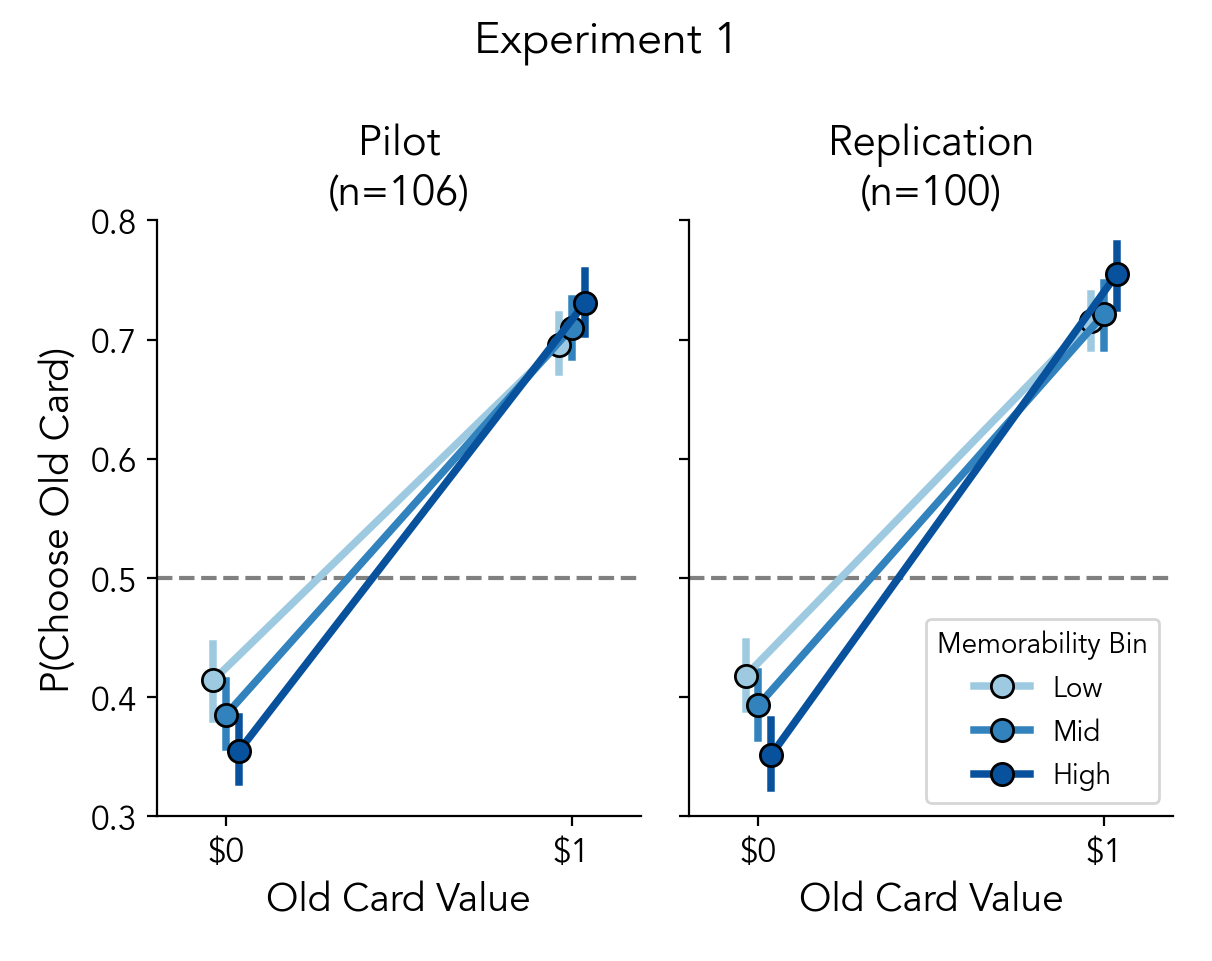 Experiment 1
Pilot
(n=106)
Replication
(n=100)
P(Choose Old Card)
0.8
0.7
0.6
0.5
0.4
0.3
$0
$1
Old Card Value
$0
$1
Old Card Value
Memorability Bin
Low
Mid
High